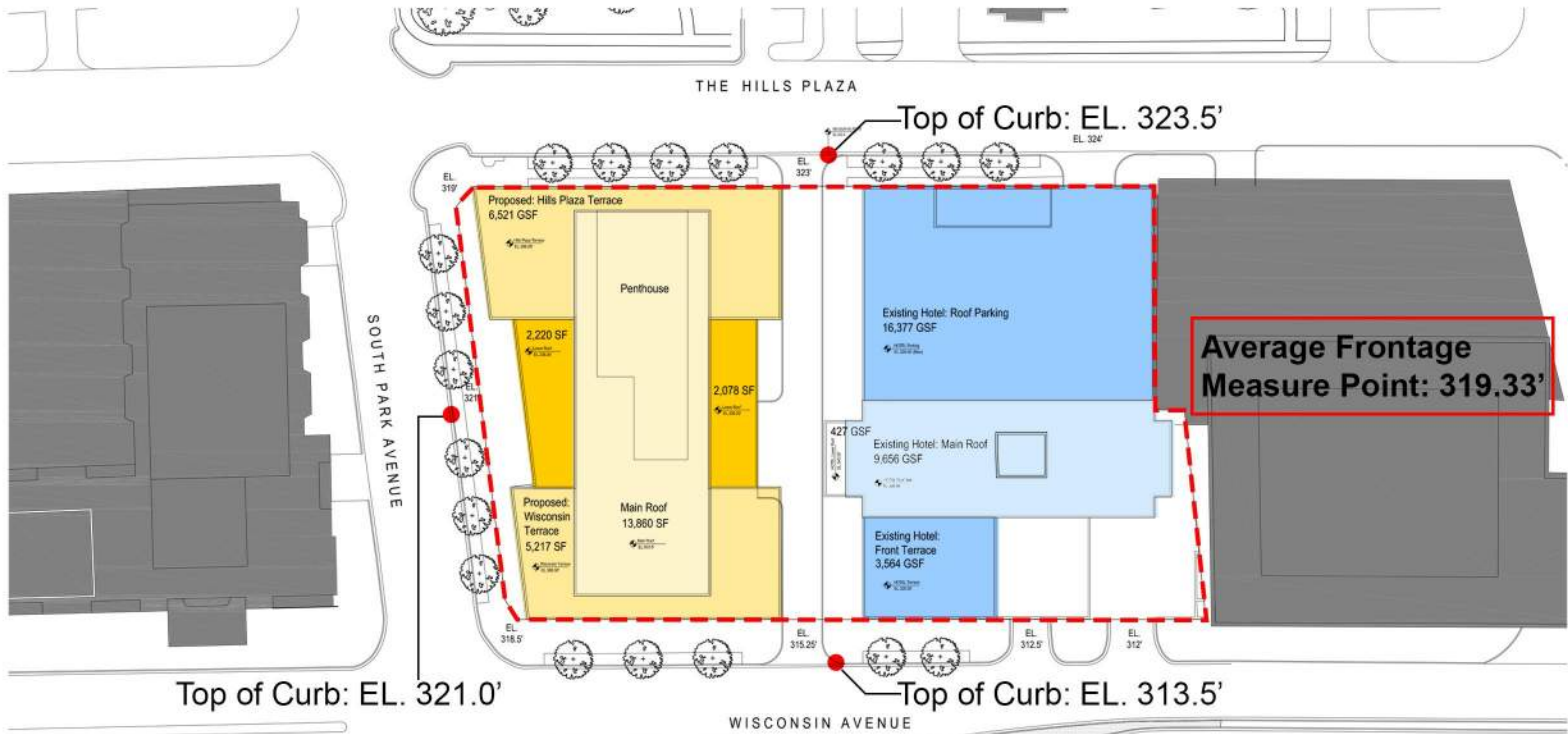 THE HILLS PLAZA
Top of Curb: EL. 323.5’
EL. 324'
EL.
323'
EL.
319'
Proposed: Hills Plaza Terrace
6,521 GSF
Penthouse
Existing Hotel: Roof Parking
16,377 GSF
2,220 SF
2,078 SF
SOUTH PARK AVENUE
EL.
321'
Average Frontage
Measure Point: 319.33’
427 GSF
Existing Hotel: Main Roof
9,656 GSF
Proposed:
Wisconsin
Terrace
5,217 SF
Main Roof
13,860 SF
Existing Hotel:
Front Terrace
3,564 GSF
EL.
318.5'
EL.
315.25'
EL.
312.5'
EL.
312'
Top of Curb: EL. 321.0’
Top of Curb: EL. 313.5’
WISCONSIN AVENUE